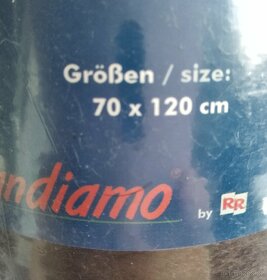 Größen / size:
70 x 120 cm
andiamo®
by RR